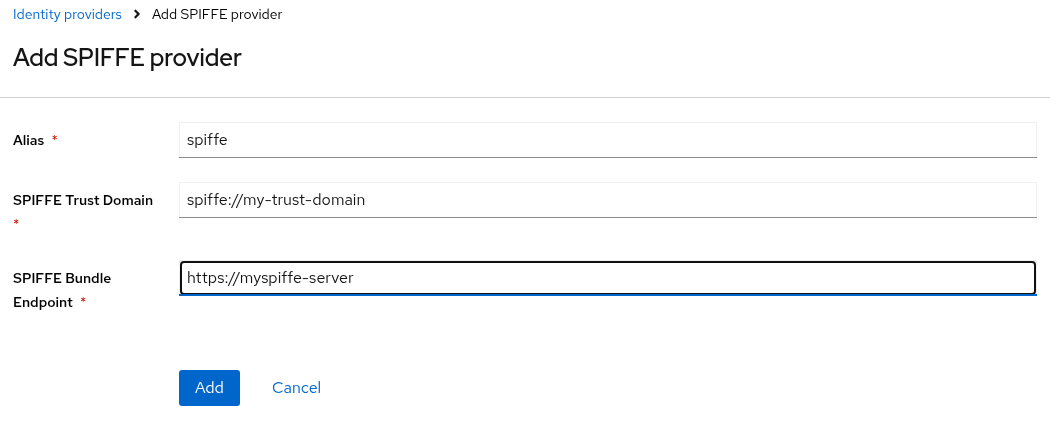 Identity providers > Add SPIFFE provider
Add SPIFFE provider
Alias *
spiffe
SPIFFE Trust Domain *
spiffe://my-trust-domain
SPIFFE Bundle
Endpoint *
https://myspiffe-server
Add Cancel